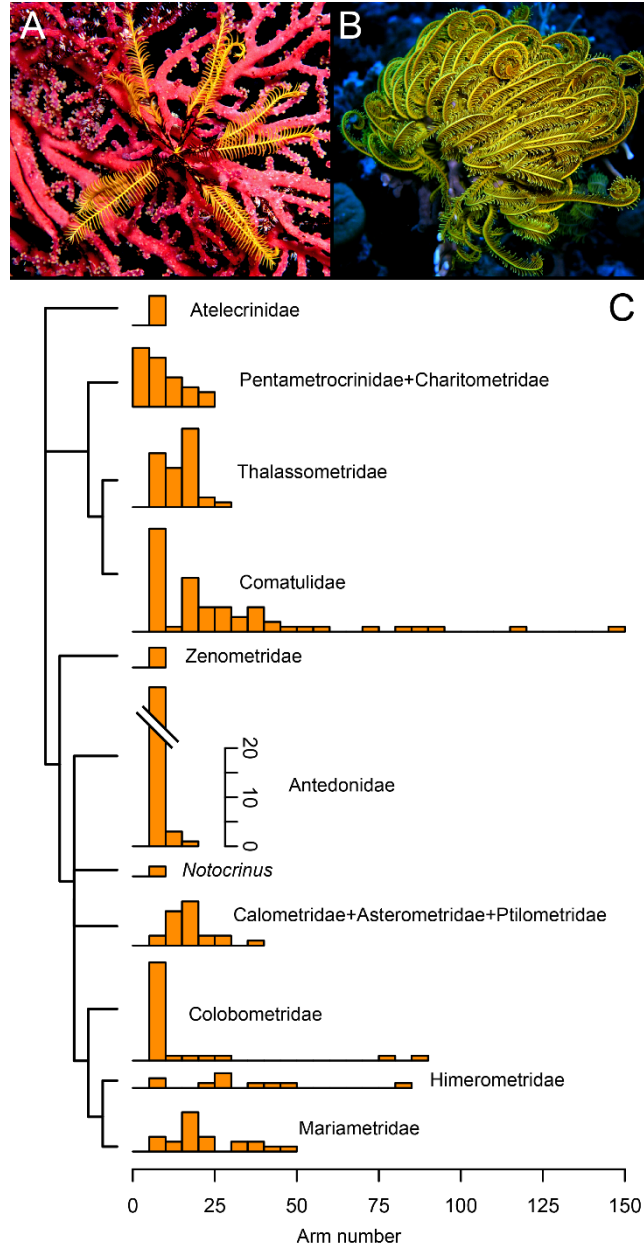 A
B
C
Atelecrinidae
Pentametrocrinidae+Charitometridae
Thalassometridae
Comatulidae
Zenometridae
20
10
0
Antedonidae
Notocrinus
Calometridae+Asterometridae+Ptilometridae
Colobometridae
Himerometridae
Mariametridae
0 25 50 75 100 125 150
Arm number